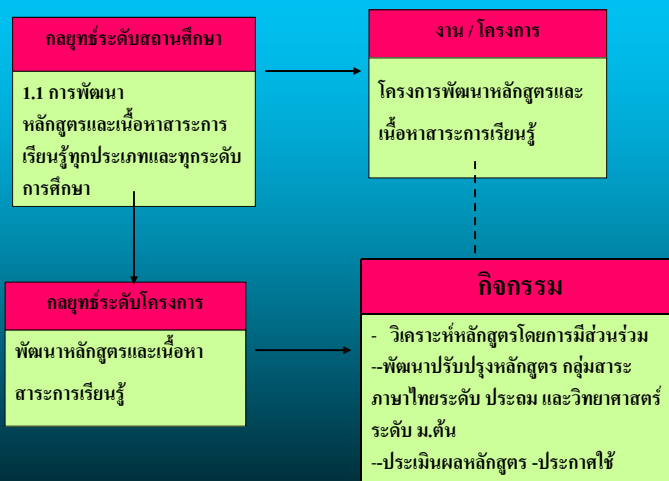 กลยุทธ์ระดับสถานศึกษา
1.1 การพัฒนา
หลักสูตรและเนื้อหาสาระการ
เรียนรู้ทุกประเภทและทุกระดับ
การศึกษา
งาน / โครงการ
โครงการพัฒนาหลักสูตรและ
เนื้อหาสาระการเรียนรู้
กลยุทธ์ระดับโครงการ
พัฒนาหลักสูตรและเนื้อหา
สาระการเรียนรู้
กิจกรรม
- วิเคราะห์หลักสูตรโดยการมีส่วนร่วม
--พัฒนาปรับปรุงหลักสูตร กลุ่มสาระ
ภาษาไทยระดับ ประถม และวิทยาศาสตร์
ระดับ ม.ต้น
--ประเมินผลหลักสูตร -ประกาศใช้